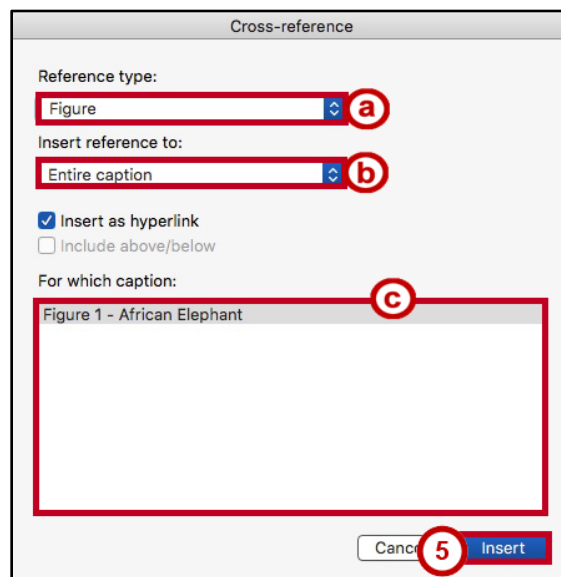 Cross-reference
Reference type:
Figure
a
Insert reference to:
Entire caption
b
Insert as hyperlink
Include above/below
For which caption:
c
Figure 1 - African Elephant
5
Insert